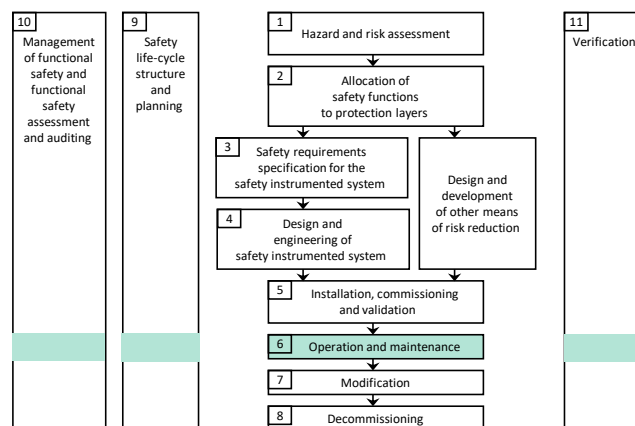 10
Management
of functional
safety and
functional
safety
assessment
and auditing
9
Safety
life-cycle
structure
and
planning
1
Hazard and risk assessment
2
Allocation of
safety functions
to protection layers
3
Safety requirements
specification for the
safety instrumented system
4
Design and
engineering of
safety instrumented system
Design and
development
of other means
of risk reduction
5
Installation, commissioning
and validation
6
Operation and maintenance
7
Modification
8
Decommissioning
11
Verification